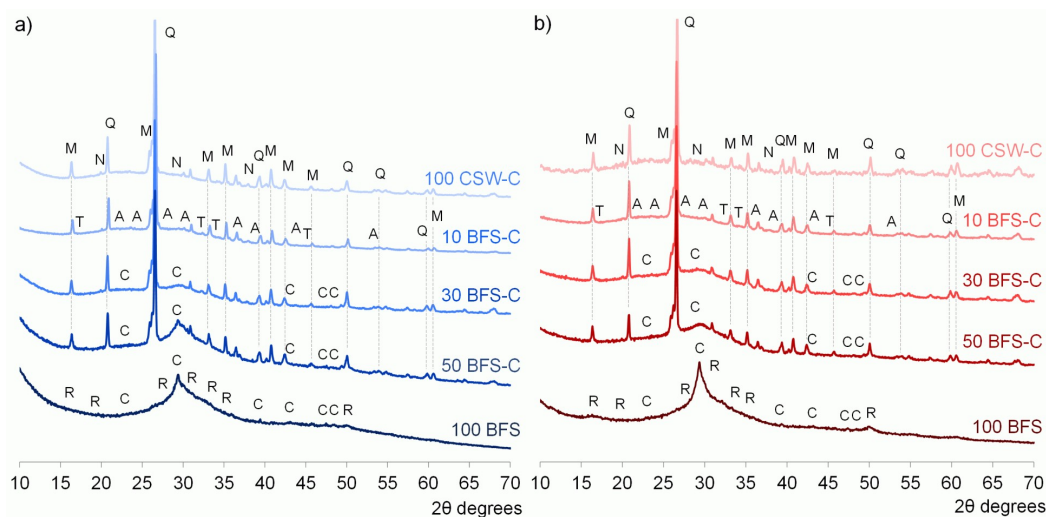 a)
Q
M N Q M N M M N Q M M M Q Q
100 CSW-C
T A A A A T T A A A T A Q M
10 BFS-C
C C C CC
30 BFS-C
C C C CC
50 BFS-C
R R C R C R R R C C CC R
100 BFS
10 15 20 25 30 35 40 45 50 55 60 65 70
2θ degrees
b)
Q
M N Q M N M M N Q M M M Q Q
100 CSW-C
T A A A A T T A A A T A Q M
10 BFS-C
C C C CC
30 BFS-C
C C C CC
50 BFS-C
R R C R C R R R C C CC R
100 BFS
10 15 20 25 30 35 40 45 50 55 60 65 70
2θ degrees